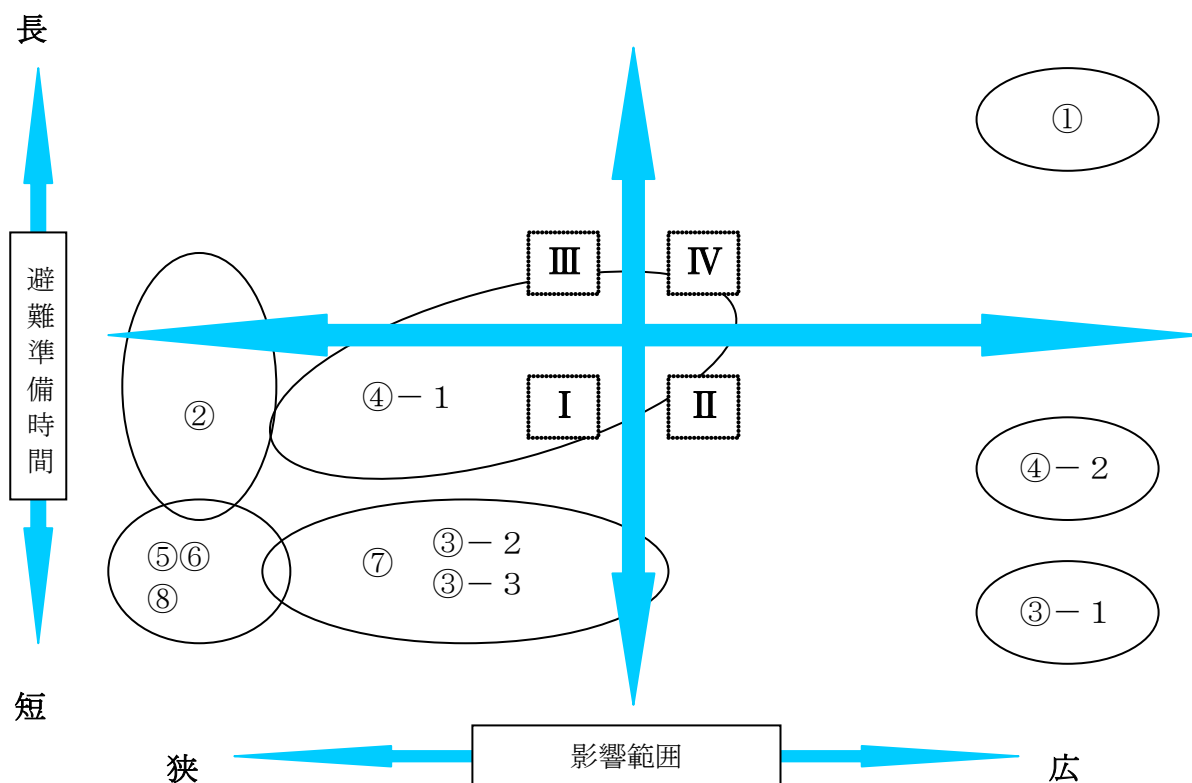 長
①
Ⅲ
Ⅳ
避難準備時間
④－１
Ⅰ
Ⅱ
②
④－２
⑤⑥
⑧
⑦
③－２
③－３
③－１
短
狭
影響範囲
広